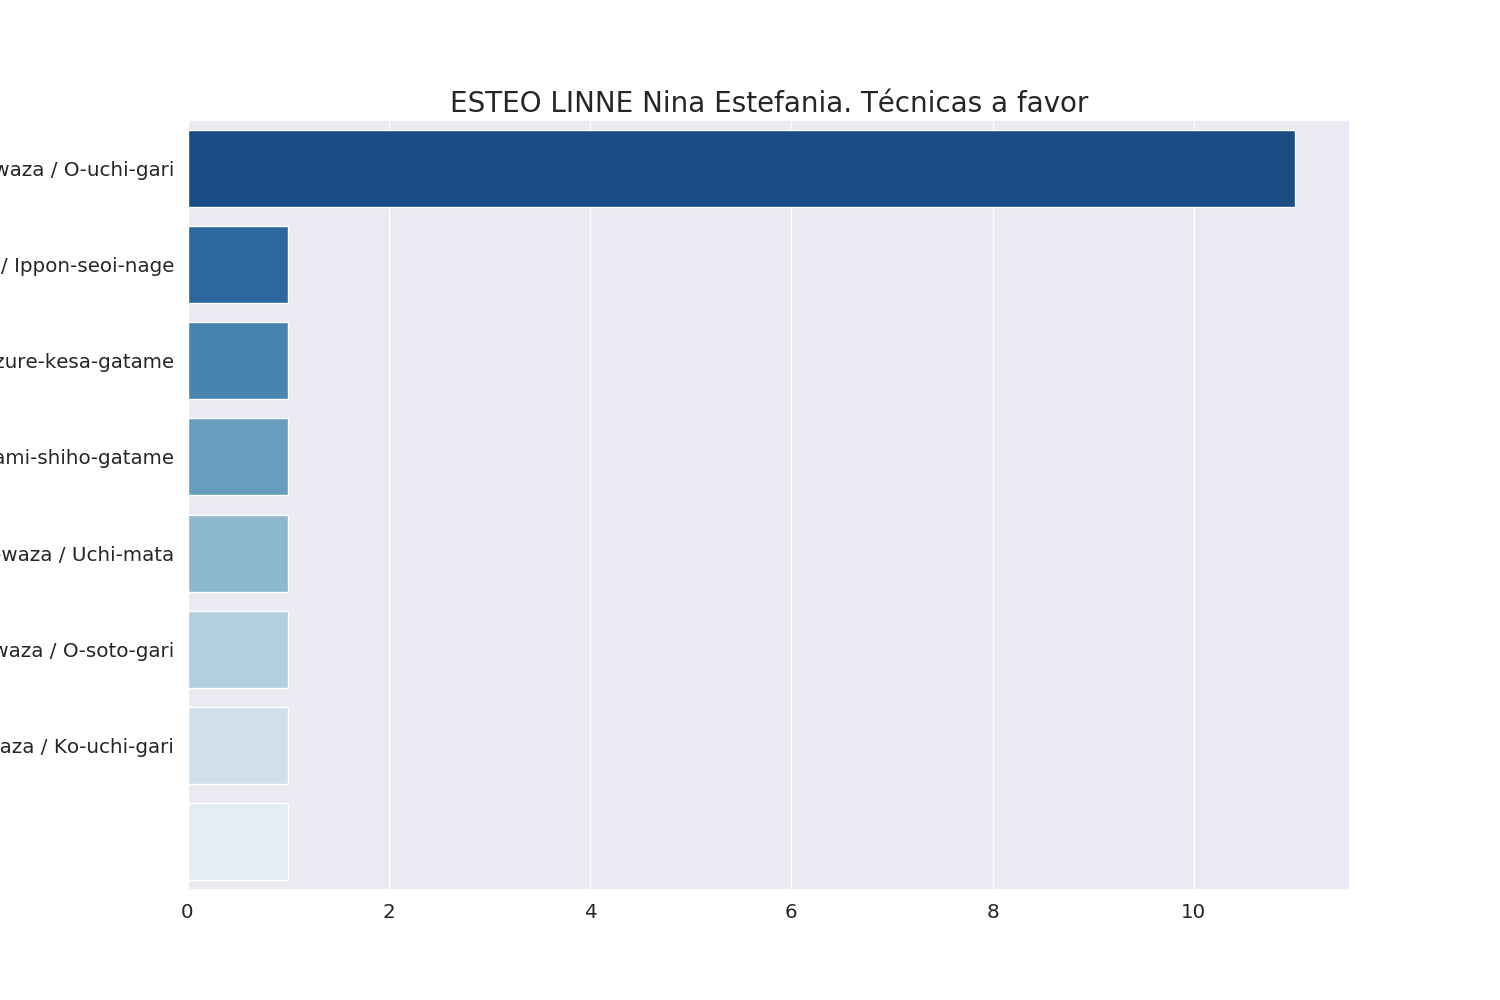 ESTEO LINNE Nina Estefania. Técnicas a favor
waza / O-uchi-gari
/ Ippon-seoi-nage
zure-kesa-gatame
ami-shiho-gatame
-waza / Uchi-mata
waza / O-soto-gari
aza / Ko-uchi-gari
0 2 4 6 8 10